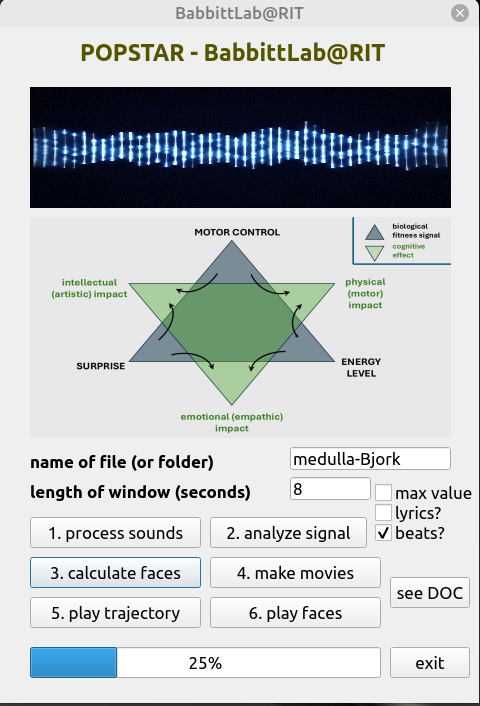 BabbittLab@RIT
POPSTAR - BabbittLab@RIT
MOTOR CONTROL
biological
fitness signal
cognitive
effect
intellectual
(artistic) impact
physical
(motor)
impact
SURPRISE
ENERGY
LEVEL
emotional (empathic)
impact
name of file (or folder)
medulla-Bjork
length of window (seconds)
8
max value
lyrics?
beats?
1. process sounds
2. analyze signal
3. calculate faces
4. make movies
see DOC
5. play trajectory
6. play faces
25%
exit